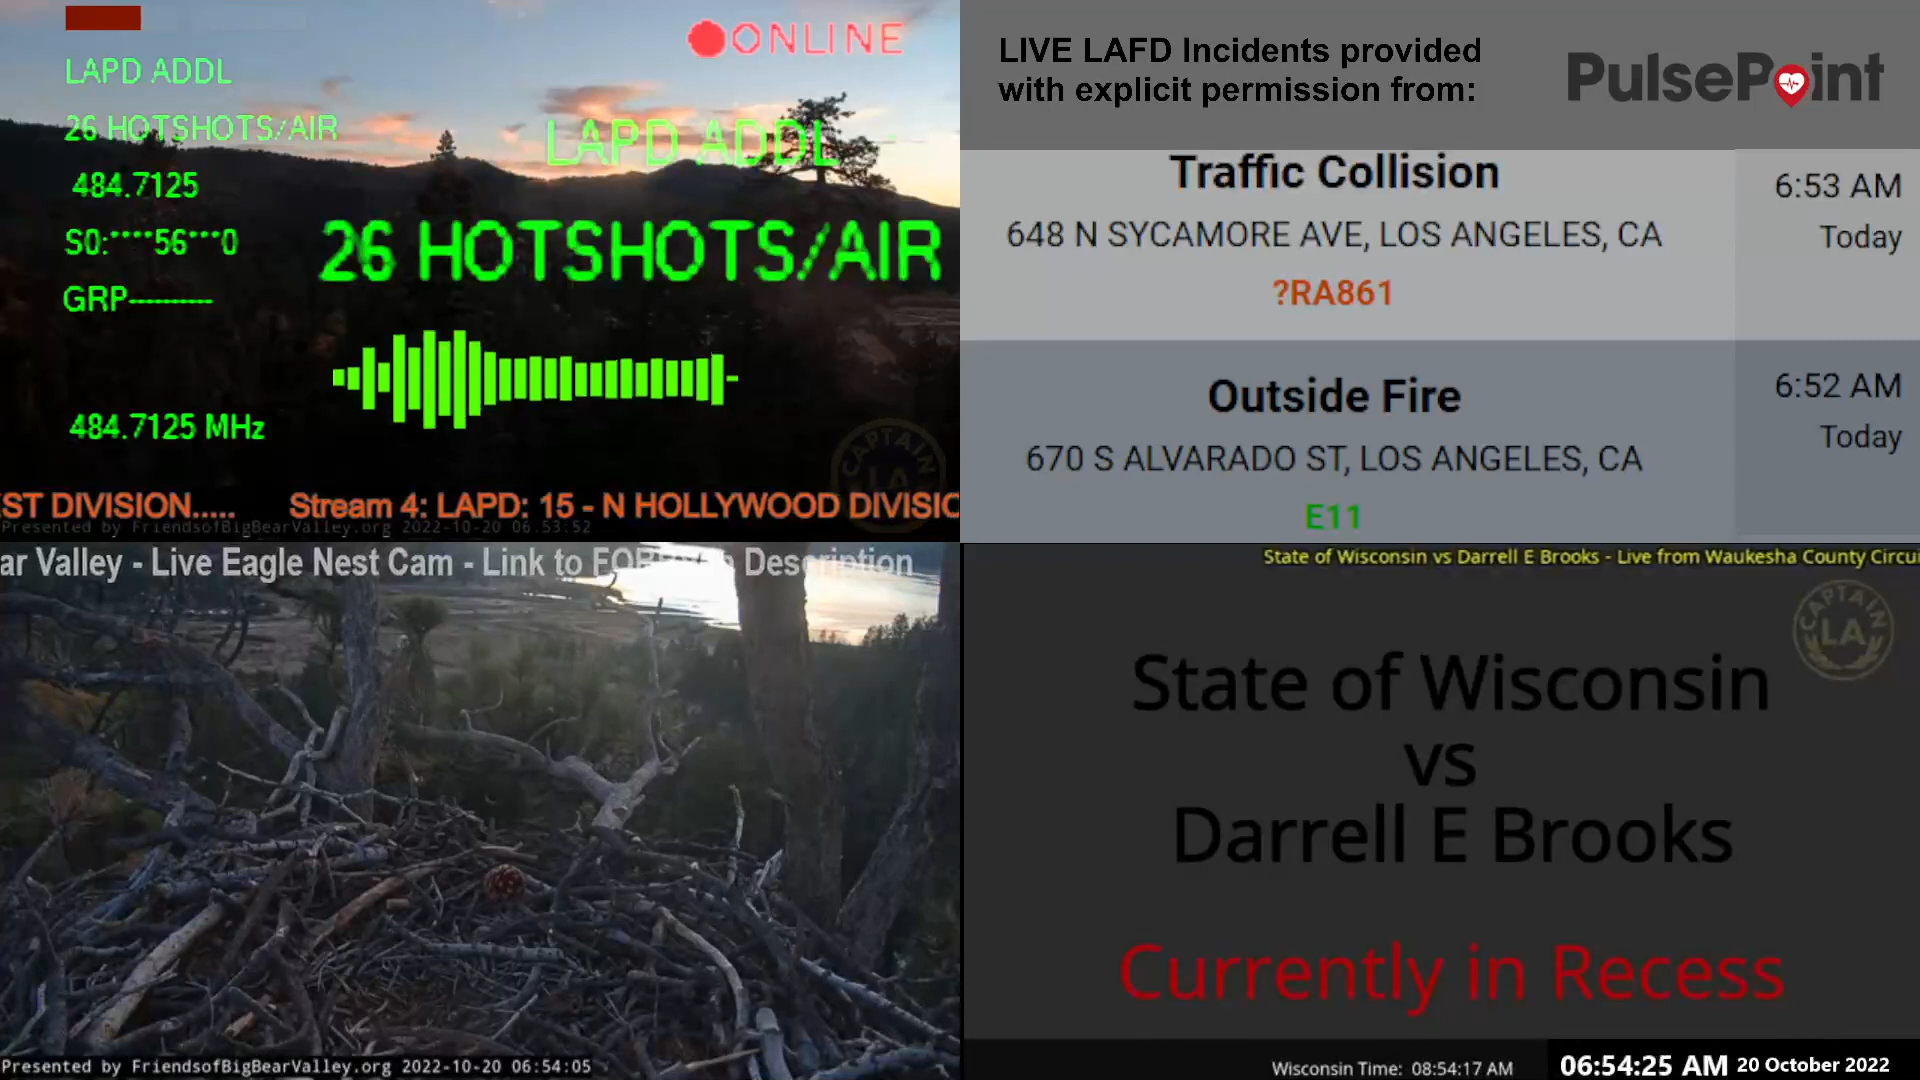 ONLINE
LAPD ADDL
26 HOTSHOTS/AIR
484.7125
S0:****56***0
GRP----------
484.7125 MHz
LAPD ADDL
26 HOTSHOTS/AIR
CAPTAIN
LA
ST DIVISION..... Stream 4: LAPD: 15 - N HOLLYWOOD DIVISIO
Presented by FriendsofBigBearValley.org 2022-10-20 06:53:52
LIVE LAFD Incidents provided
with explicit permission from:
PulsePoint
Traffic Collision
648 N SYCAMORE AVE, LOS ANGELES, CA
?RA861
6:53 AM
Today
Outside Fire
670 S ALVARADO ST, LOS ANGELES, CA
E11
6:52 AM
Today
ar Valley - Live Eagle Nest Cam - Link to Description
Presented by FriendsofBigBearValley.org 2022-10-20 06:54:05
State of Wisconsin vs Darrell E Brooks - Live from Waukesha County Circui
CAPTAIN
LA
State of Wisconsin
vs
Darrell E Brooks
Currently in Recess
Wisconsin Time: 08:54:17 AM
06:54:25 AM 20 October 2022